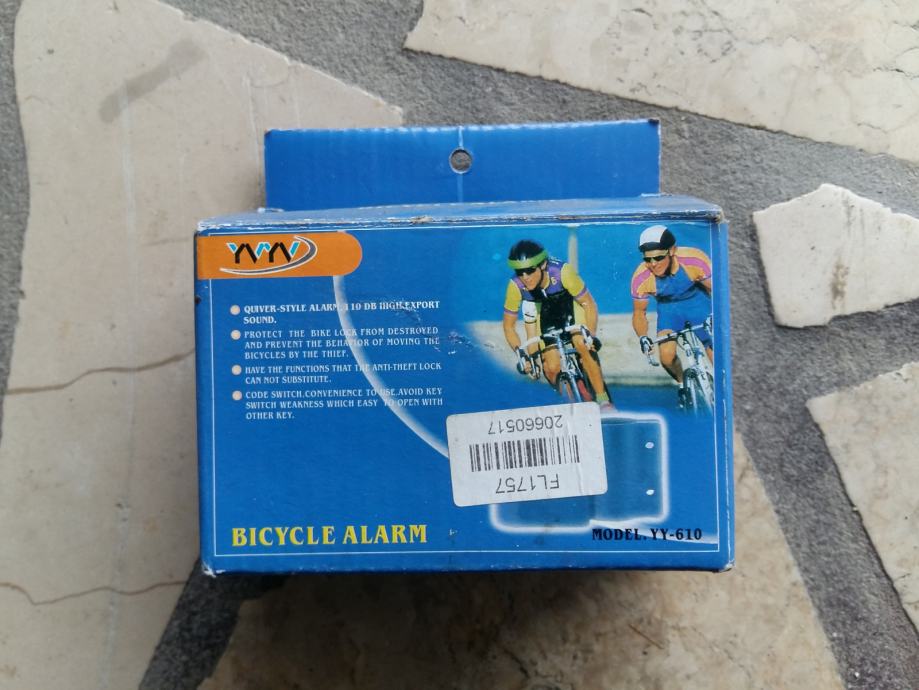 YVYV
QUIVER-STYLE ALARM. 110 DB HIGH.EXPORT
SOUND.
PROTECT THE BIKE LOCK FROM DESTROYED
AND PREVENT THE BEHAVIOR OF MOVING THE
BICYCLES BY THE THIEF.
HAVE THE FUNCTIONS THAT THE ANTI-THEFT LOCK
CAN NOT SUBSTITUTE.
CODE SWITCH.CONVENIENCE TO USE.AVOID KEY
SWITCH WEAKNESS WHICH EASY TO OPEN WITH
OTHER KEY.
FL1757
20660517
BICYCLE ALARM
MODEL. YY-610